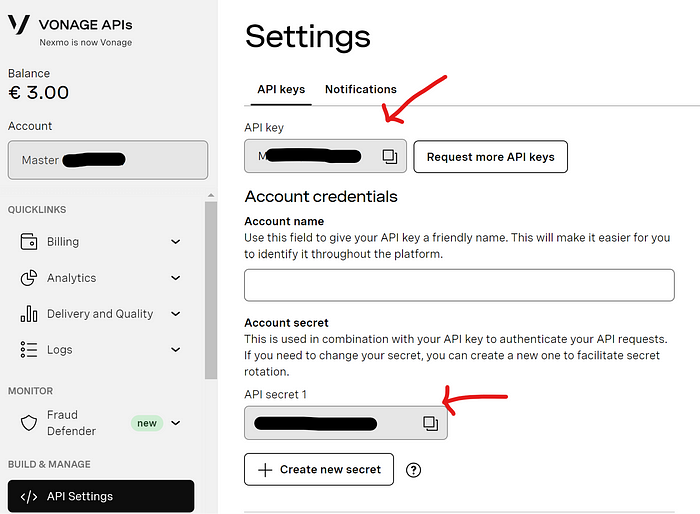 VONAGE APIs
Nexmo is now Vonage
Balance
€ 3.00
Account
Master
QUICKLINKS
Billing
Analytics
Delivery and Quality
Logs
MONITOR
Fraud
Defender
new
BUILD & MANAGE
API Settings
Settings
API keys
Notifications
API key
M
Request more API keys
Account credentials
Account name
Use this field to give your API key a friendly name. This will make it easier for you
to identify it throughout the platform.
Account secret
This is used in combination with your API key to authenticate your API requests.
If you need to change your secret, you can create a new one to facilitate secret
rotation.
API secret 1
Create new secret